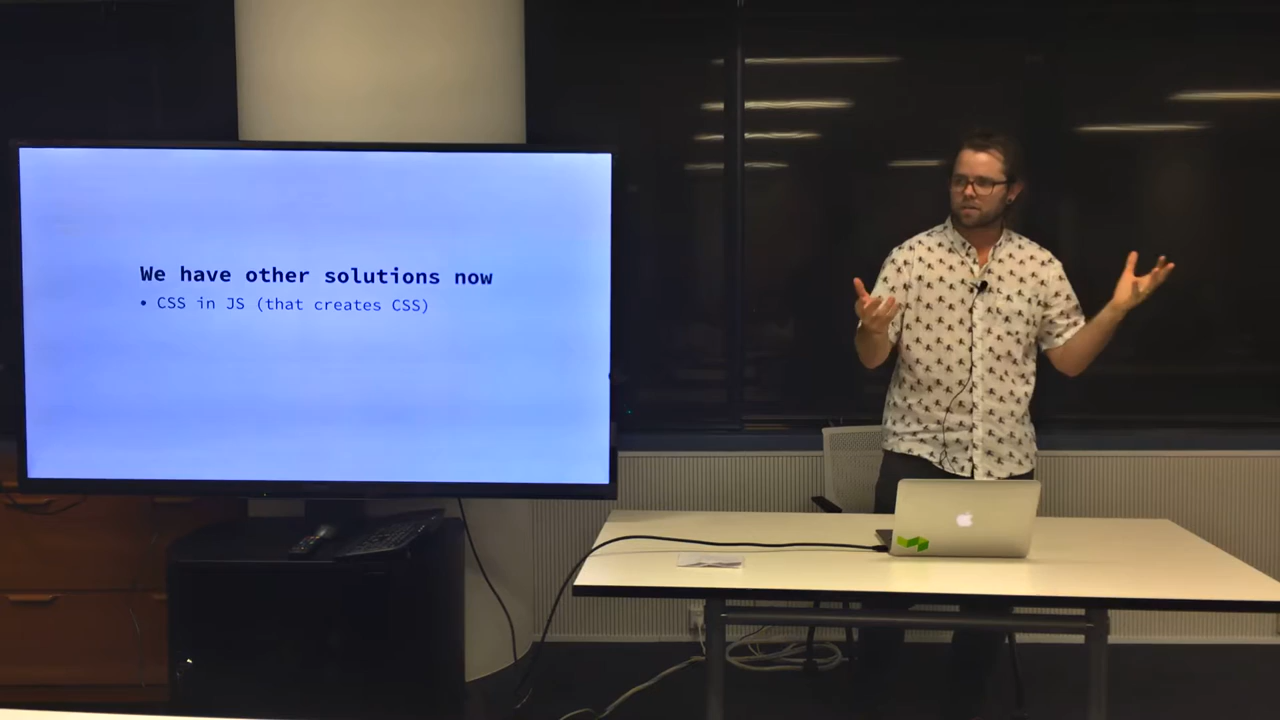 We have other solutions now
• CSS in JS (that creates CSS)